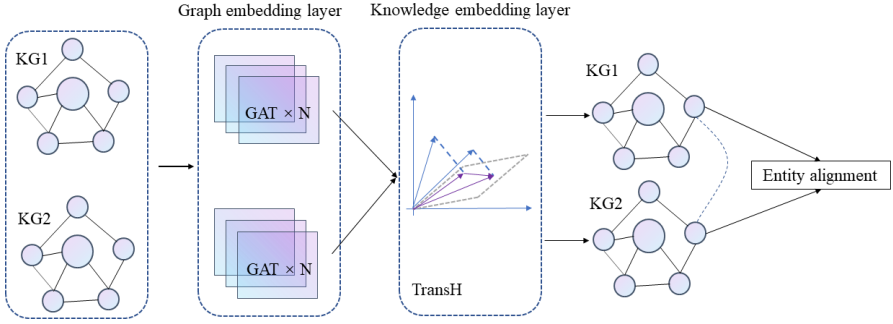 Graph embedding layer
Knowledge embedding layer
KG1
KG2
GAT × N
GAT × N
TransH
KG1
KG2
Entity alignment